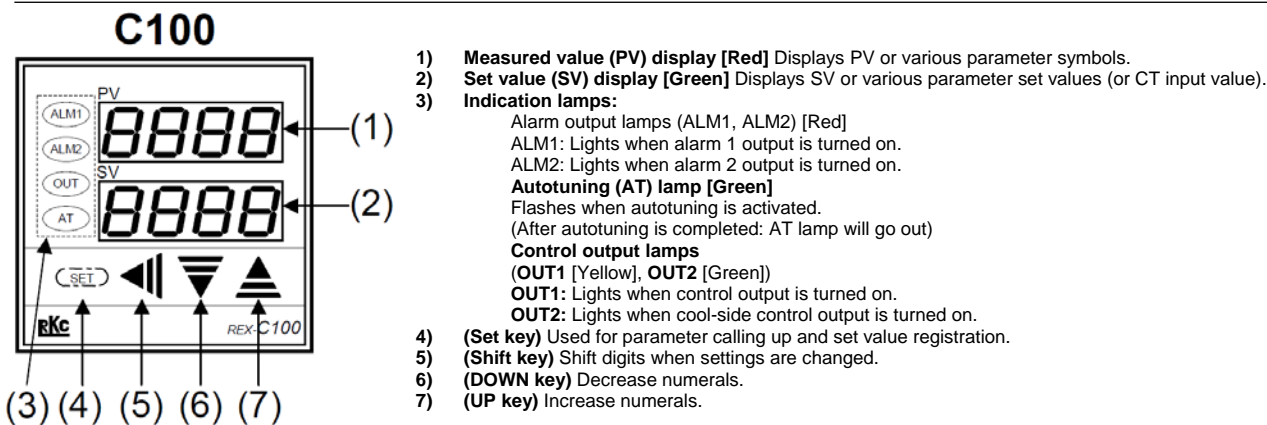 C100
PV
ALM1
ALM2
OUT
AT
8888
SV
8888
(1)
(2)
SET
RKC
REX-C100
(3) (4) (5) (6) (7)
1) Measured value (PV) display [Red] Displays PV or various parameter symbols.
2) Set value (SV) display [Green] Displays SV or various parameter set values (or CT input value).
3) Indication lamps:
Alarm output lamps (ALM1, ALM2) [Red]
ALM1: Lights when alarm 1 output is turned on.
ALM2: Lights when alarm 2 output is turned on.
Autotuning (AT) lamp [Green]
Flashes when autotuning is activated.
(After autotuning is completed: AT lamp will go out)
Control output lamps
(OUT1 [Yellow], OUT2 [Green])
OUT1: Lights when control output is turned on.
OUT2: Lights when cool-side control output is turned on.
4) (Set key) Used for parameter calling up and set value registration.
5) (Shift key) Shift digits when settings are changed.
6) (DOWN key) Decrease numerals.
7) (UP key) Increase numerals.